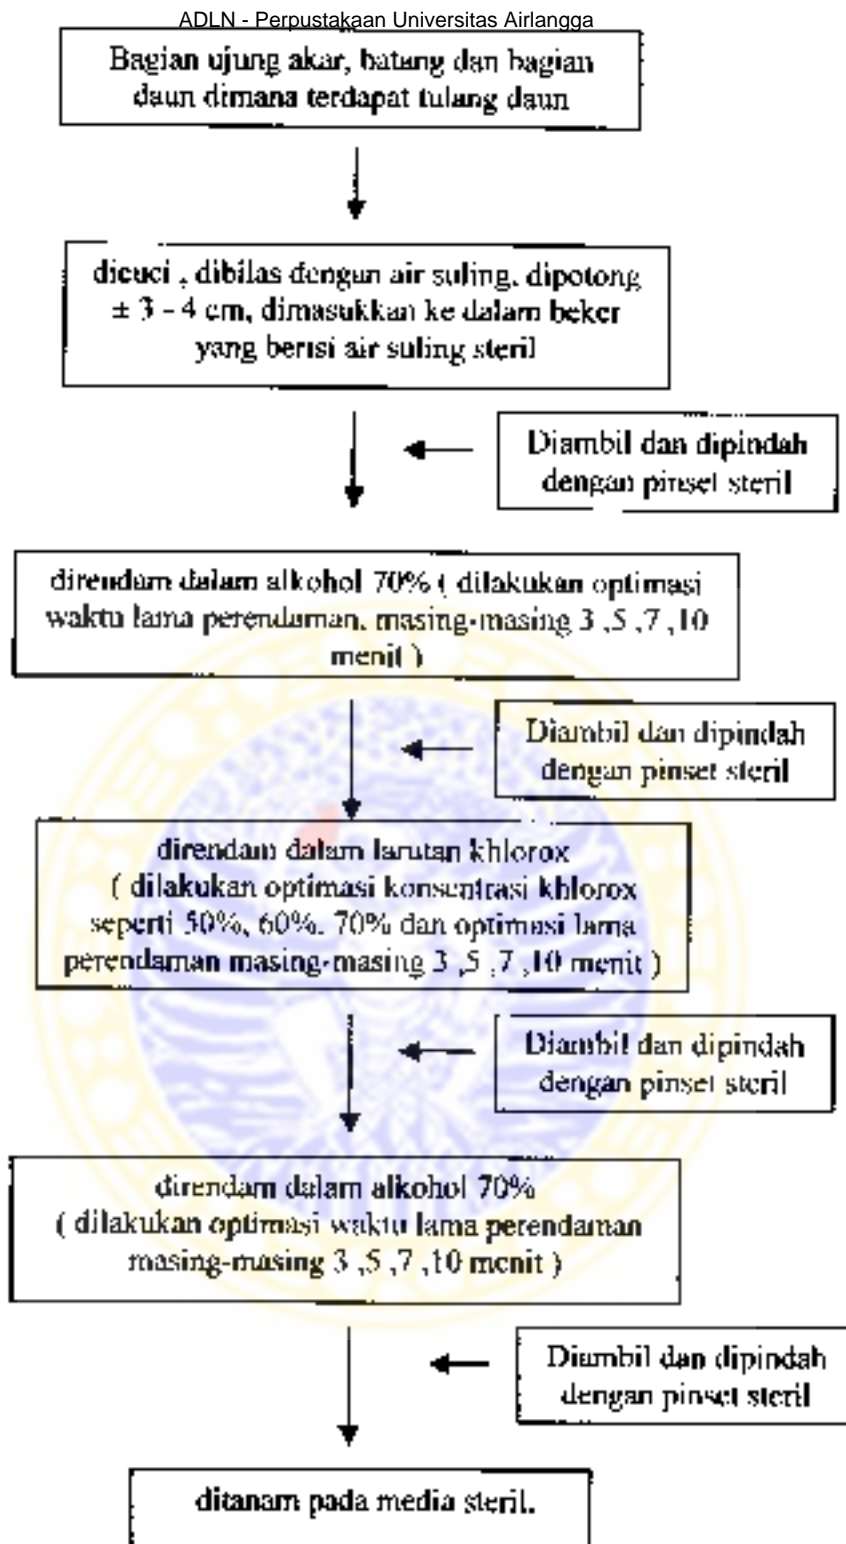 ADLN - Perpustakaan Universitas Airlangga
Bagian ujung akar, batang dan bagian
daun dimana terdapat tulang daun
dicuci , dibilas dengan air suling, dipotong
± 3 - 4 cm, dimasukkan ke dalam beker
yang berisi air suling steril
Diambil dan dipindah
dengan pinset steril
direndam dalam alkohol 70% ( dilakukan optimasi
waktu lama perendaman, masing-masing 3 ,5 ,7 ,10
menit )
Diambil dan dipindah
dengan pinset steril
direndam dalam larutan khlorox
( dilakukan optimasi konsentrasi khlorox
seperti 50%, 60%, 70% dan optimasi lama
perendaman masing-masing 3 ,5 ,7 ,10 menit )
Diambil dan dipindah
dengan pinset steril
direndam dalam alkohol 70%
( dilakukan optimasi waktu lama perendaman
masing-masing 3 ,5 ,7 ,10 menit )
Diambil dan dipindah
dengan pinset steril
ditanam pada media steril.